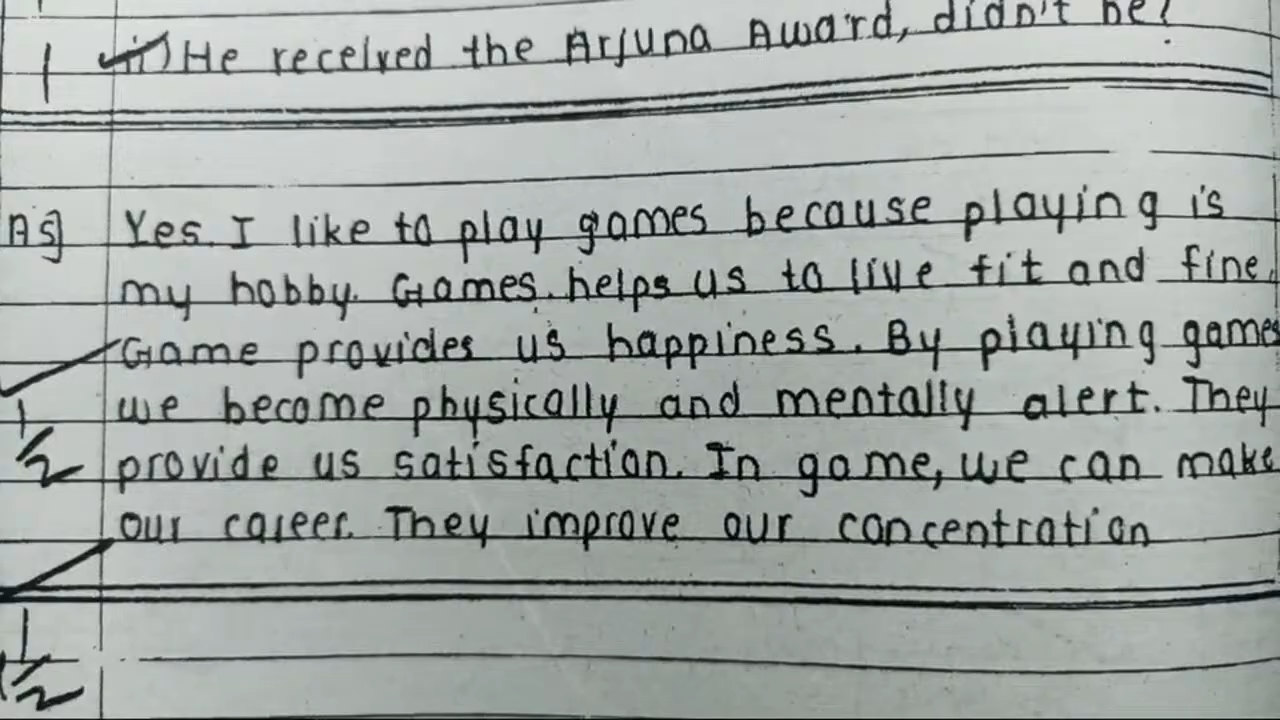 1 ii) He received the Arjuna Award, didn't he?
A5] Yes. I like to play games because playing is
my hobby. Games. helps us to live fit and fine.
Game provides us happiness. By playing games
we become physically and mentally alert. They
1/2 provide us satisfaction. In game, we can make
our career. They improve our concentration
1 1/2